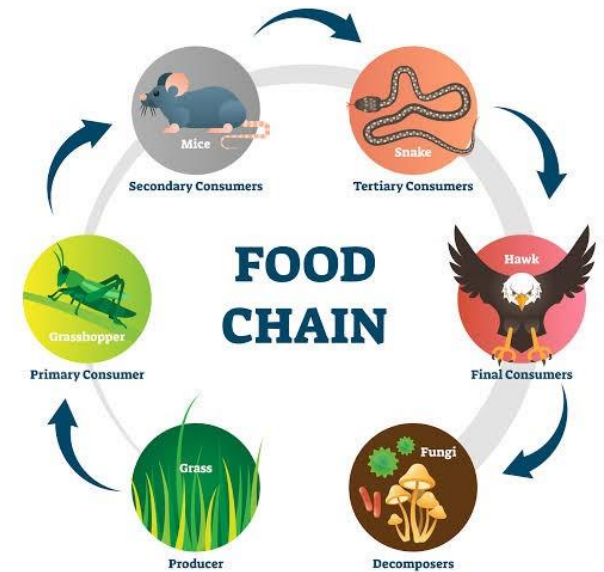 FOOD
CHAIN
Grass
Producer
Grasshopper
Primary Consumer
Mice
Secondary Consumers
Snake
Tertiary Consumers
Hawk
Final Consumers
Fungi
Decomposers